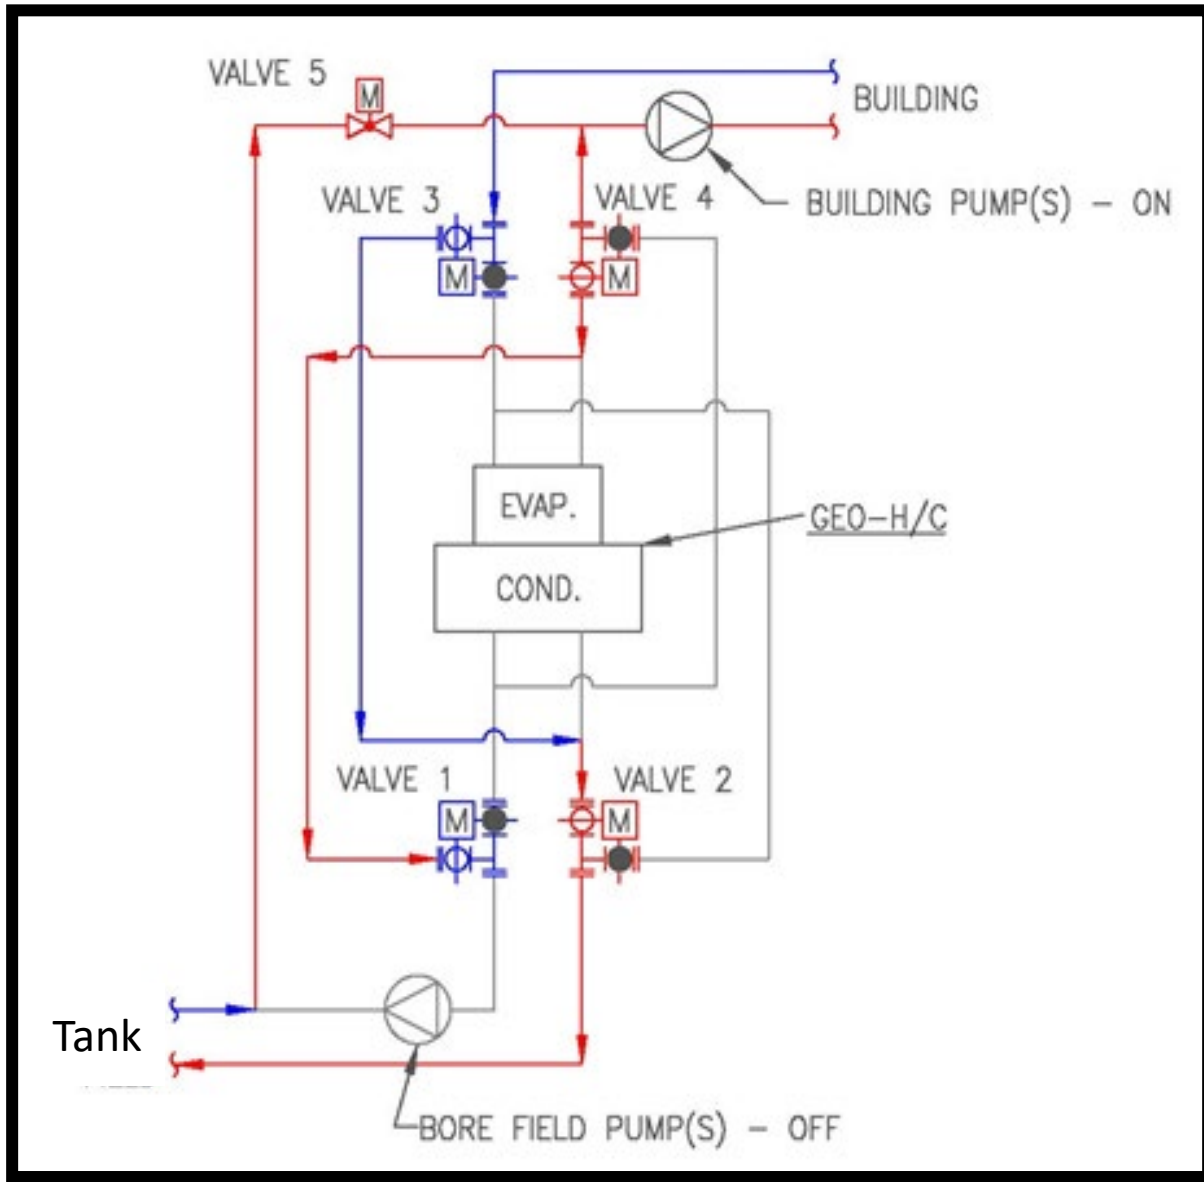 VALVE 5
M
BUILDING
VALVE 3
VALVE 4
BUILDING PUMP(S) - ON
M
M
EVAP.
GEO-H/C
COND.
VALVE 1
VALVE 2
M
M
Tank
BORE FIELD PUMP(S) - OFF